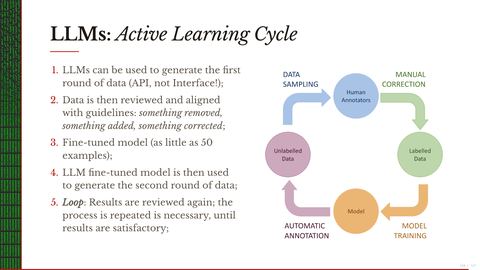 LLMs: Active Learning Cycle
1. LLMs can be used to generate the first
round of data (API, not Interface!);
2. Data is then reviewed and aligned
with guidelines: something removed,
something added, something corrected;
3. Fine-tuned model (as little as 50
examples);
4. LLM fine-tuned model is then used
to generate the second round of data;
5. Loop: Results are reviewed again; the
process is repeated is necessary, until
results are satisfactory;
DATA
SAMPLING
MANUAL
CORRECTION
Human
Annotators
Unlabelled
Data
Labelled
Data
Model
AUTOMATIC
ANNOTATION
MODEL
TRAINING